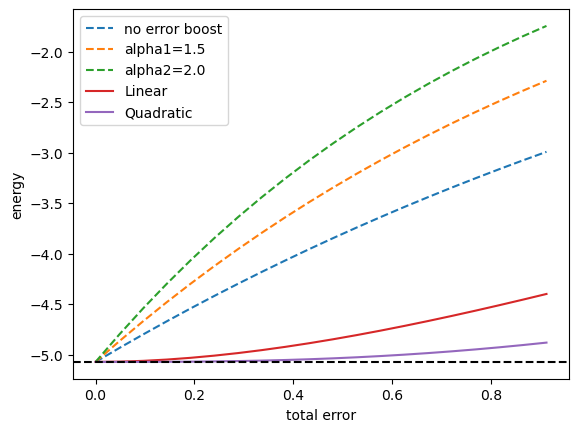 no error boost
alpha1=1.5
alpha2=2.0
Linear
Quadratic
energy
−2.0
−2.5
−3.0
−3.5
−4.0
−4.5
−5.0
0.0 0.2 0.4 0.6 0.8
total error